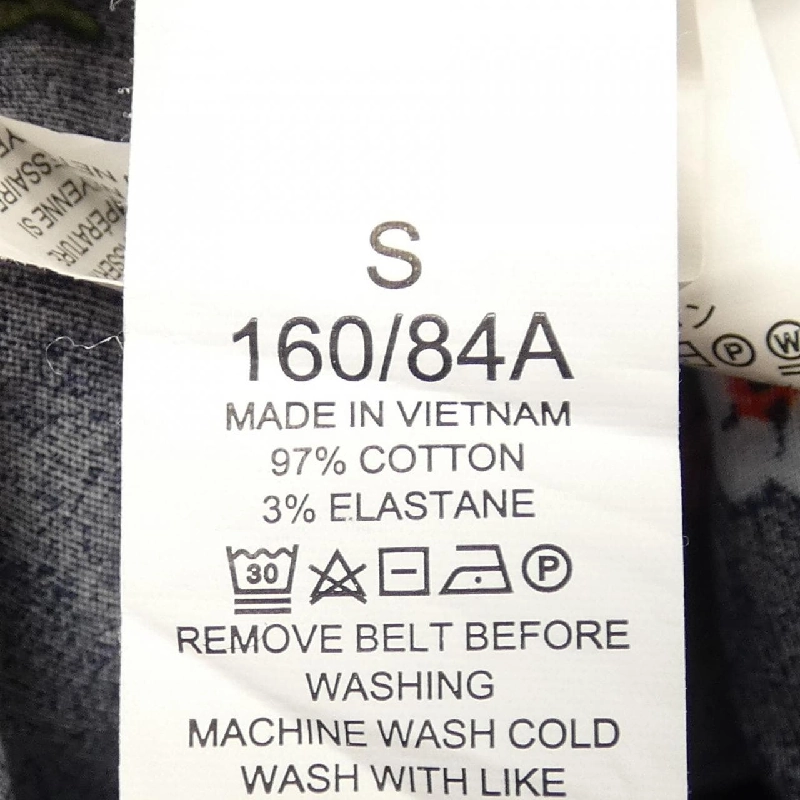 S
160/84A
MADE IN VIETNAM
97% COTTON
3% ELASTANE
30 P
REMOVE BELT BEFORE
WASHING
MACHINE WASH COLD
WASH WITH LIKE
P W